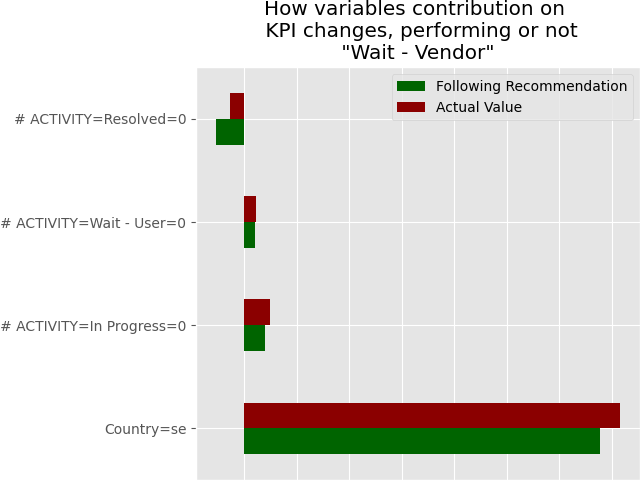 How variables contribution on
KPI changes, performing or not
"Wait - Vendor"
Following Recommendation
Actual Value
# ACTIVITY=Resolved=0
# ACTIVITY=Wait - User=0
# ACTIVITY=In Progress=0
Country=se